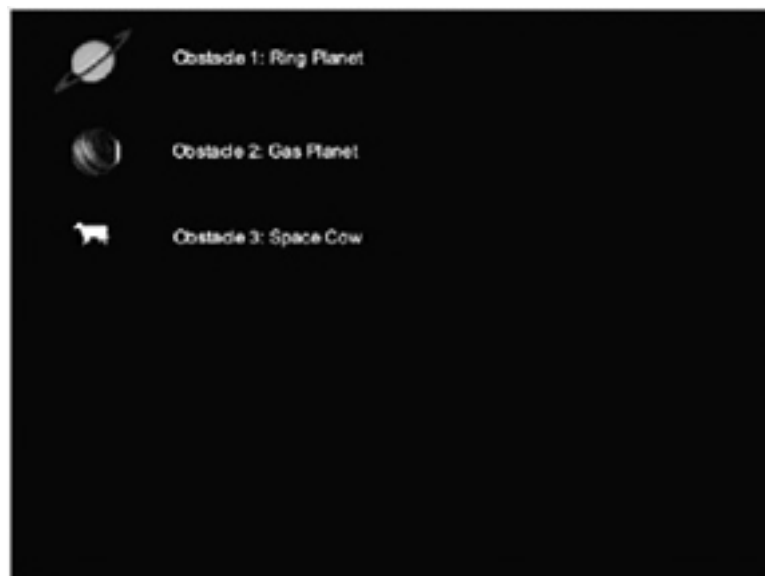 Obstacle 1: Ring Planet
Obstacle 2: Gas Planet
Obstacle 3: Space Cow